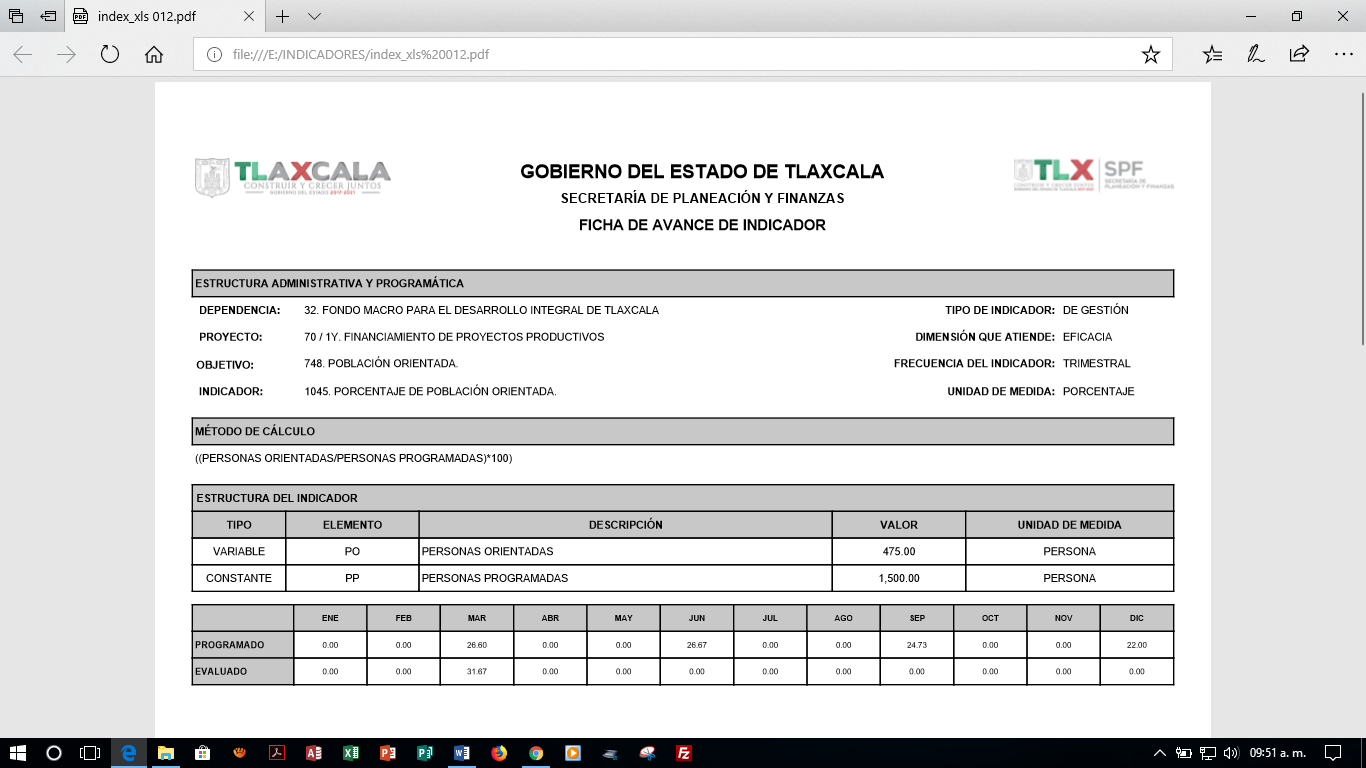 index_xls 012.pdf
file:///E:/INDICADORES/index_xls%20012.pdf
TLAXCALA
CONSTRUIR Y CRECER JUNTOS
GOBIERNO DEL ESTADO DE TLAXCALA
SECRETARÍA DE PLANEACIÓN Y FINANZAS
FICHA DE AVANCE DE INDICADOR
TLX SPF
SECRETARÍA DE
PLANEACIÓN Y FINANZAS
CONSTRUIR Y CRECER JUNTOS
ESTRUCTURA ADMINISTRATIVA Y PROGRAMÁTICA
DEPENDENCIA: 32. FONDO MACRO PARA EL DESARROLLO INTEGRAL DE TLAXCALA TIPO DE INDICADOR: DE GESTIÓN
PROYECTO: 70 / 1Y. FINANCIAMIENTO DE PROYECTOS PRODUCTIVOS DIMENSIÓN QUE ATIENDE: EFICACIA
OBJETIVO: 748. POBLACIÓN ORIENTADA. FRECUENCIA DEL INDICADOR: TRIMESTRAL
INDICADOR: 1045. PORCENTAJE DE POBLACIÓN ORIENTADA. UNIDAD DE MEDIDA: PORCENTAJE
MÉTODO DE CÁLCULO
((PERSONAS ORIENTADAS/PERSONAS PROGRAMADAS)*100)
ESTRUCTURA DEL INDICADOR
TIPO ELEMENTO DESCRIPCIÓN VALOR UNIDAD DE MEDIDA
VARIABLE PO PERSONAS ORIENTADAS 475.00 PERSONA
CONSTANTE PP PERSONAS PROGRAMADAS 1,500.00 PERSONA
ENE FEB MAR ABR MAY JUN JUL AGO SEP OCT NOV DIC
PROGRAMADO 0.00 0.00 26.60 0.00 0.00 26.67 0.00 0.00 24.73 0.00 0.00 22.00
EVALUADO 0.00 0.00 31.67 0.00 0.00 0.00 0.00 0.00 0.00 0.00 0.00 0.00
09:51 a. m.